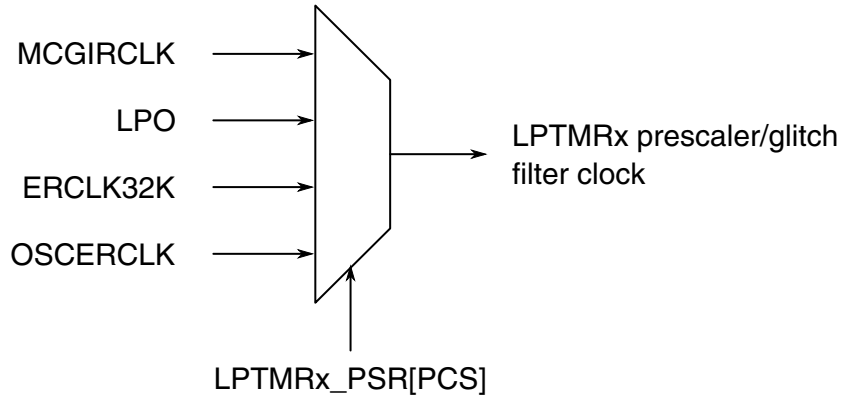 MCGIRCLK
LPO
ERCLK32K
OSCERCLK
LPTMRx prescaler/glitch
filter clock
LPTMRx_PSR[PCS]